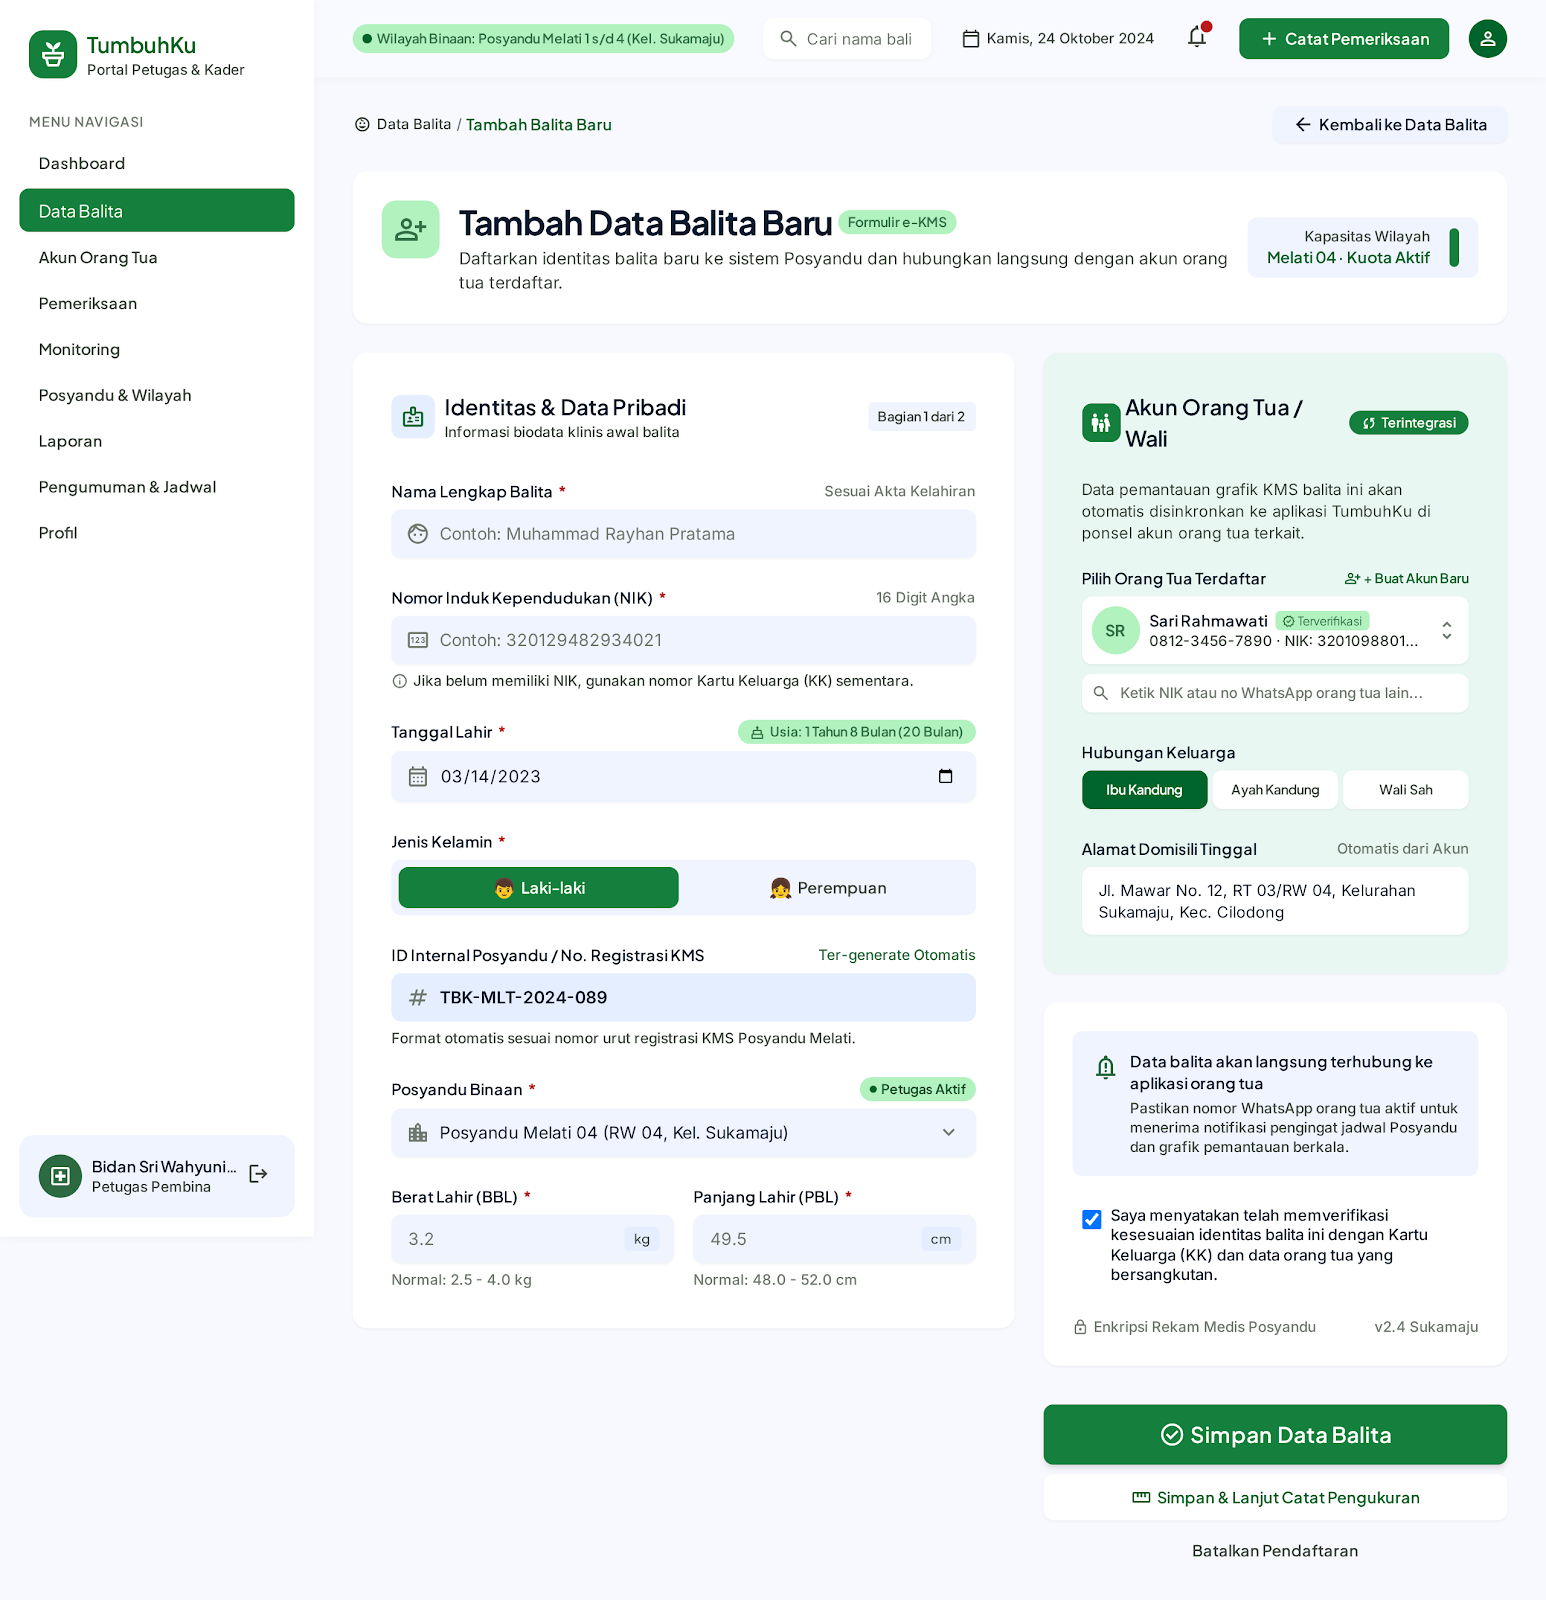 TumbuhKu
Portal Petugas & Kader
MENU NAVIGASI
Dashboard
Data Balita
Akun Orang Tua
Pemeriksaan
Monitoring
Posyandu & Wilayah
Laporan
Pengumuman & Jadwal
Profil
Bidan Sri Wahyuni...
Petugas Pembina
Wilayah Binaan: Posyandu Melati 1 s/d 4 (Kel. Sukamaju)
Cari nama bali
Kamis, 24 Oktober 2024
+ Catat Pemeriksaan
Data Balita / Tambah Balita Baru
Kembali ke Data Balita
Tambah Data Balita Baru
Formulir e-KMS
Daftarkan identitas balita baru ke sistem Posyandu dan hubungkan langsung dengan akun orang
tua terdaftar.
Kapasitas Wilayah
Melati 04 · Kuota Aktif
Identitas & Data Pribadi
Informasi biodata klinis awal balita
Bagian 1 dari 2
Nama Lengkap Balita *
Sesuai Akta Kelahiran
Contoh: Muhammad Rayhan Pratama
Nomor Induk Kependudukan (NIK) *
16 Digit Angka
123
Contoh: 320129482934021
Jika belum memiliki NIK, gunakan nomor Kartu Keluarga (KK) sementara.
Tanggal Lahir *
Usia: 1 Tahun 8 Bulan (20 Bulan)
03/14/2023
Jenis Kelamin *
👦 Laki-laki
👧 Perempuan
ID Internal Posyandu / No. Registrasi KMS
Ter-generate Otomatis
# TBK-MLT-2024-089
Format otomatis sesuai nomor urut registrasi KMS Posyandu Melati.
Posyandu Binaan *
Petugas Aktif
Posyandu Melati 04 (RW 04, Kel. Sukamaju)
Berat Lahir (BBL) *
3.2
kg
Normal: 2.5 - 4.0 kg
Panjang Lahir (PBL) *
49.5
cm
Normal: 48.0 - 52.0 cm
Akun Orang Tua /
Wali
Terintegrasi
Data pemantauan grafik KMS balita ini akan
otomatis disinkronkan ke aplikasi TumbuhKu di
ponsel akun orang tua terkait.
Pilih Orang Tua Terdaftar
+ Buat Akun Baru
SR
Sari Rahmawati
Terverifikasi
0812-3456-7890 · NIK: 3201098801...
Ketik NIK atau no WhatsApp orang tua lain...
Hubungan Keluarga
Ibu Kandung
Ayah Kandung
Wali Sah
Alamat Domisili Tinggal
Otomatis dari Akun
Jl. Mawar No. 12, RT 03/RW 04, Kelurahan
Sukamaju, Kec. Cilodong
Data balita akan langsung terhubung ke
aplikasi orang tua
Pastikan nomor WhatsApp orang tua aktif untuk
menerima notifikasi pengingat jadwal Posyandu
dan grafik pemantauan berkala.
Saya menyatakan telah memverifikasi
kesesuaian identitas balita ini dengan Kartu
Keluarga (KK) dan data orang tua yang
bersangkutan.
Enkripsi Rekam Medis Posyandu
v2.4 Sukamaju
Simpan Data Balita
Simpan & Lanjut Catat Pengukuran
Batalkan Pendaftaran